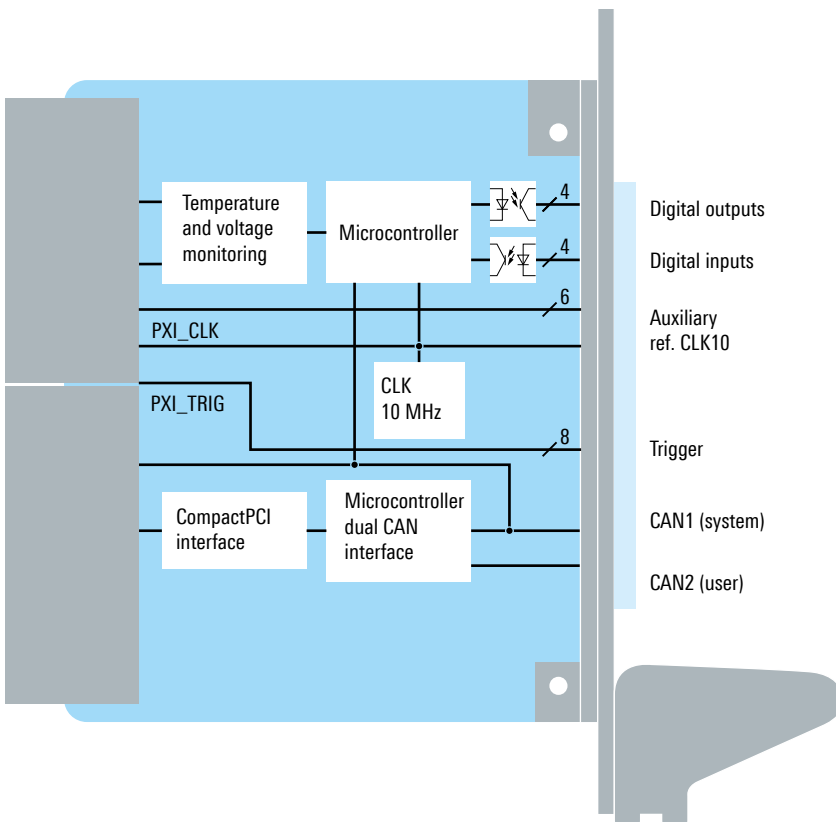 Temperature
and voltage
monitoring
Microcontroller
4
Digital outputs
4
Digital inputs
6
Auxiliary
ref. CLK10
PXI_CLK
CLK
10 MHz
PXI_TRIG
8
Trigger
CompactPCI
interface
Microcontroller
dual CAN
interface
CAN1 (system)
CAN2 (user)